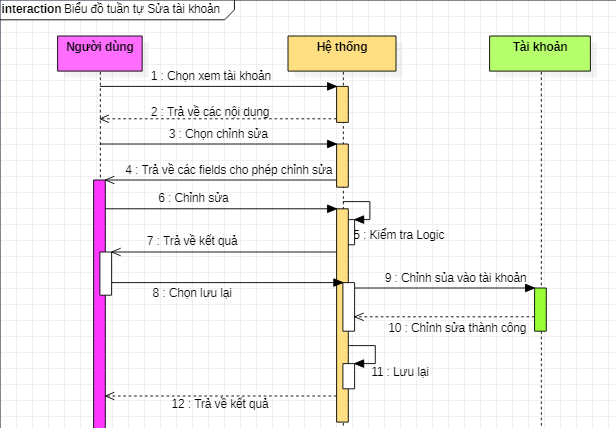 interaction Biểu đồ tuần tự Sửa tài khoản
Người dùng
Hệ thống
Tài khoản
1 : Chọn xem tài khoản
2 : Trả về các nội dung
3 : Chọn chỉnh sửa
4 : Trả về các fields cho phép chỉnh sửa
6 : Chỉnh sửa
5 : Kiểm tra Logic
7 : Trả về kết quả
9 : Chỉnh sủa vào tài khoản
8 : Chọn lưu lại
10 : Chỉnh sửa thành công
11 : Lưu lại
12 : Trả về kết quả